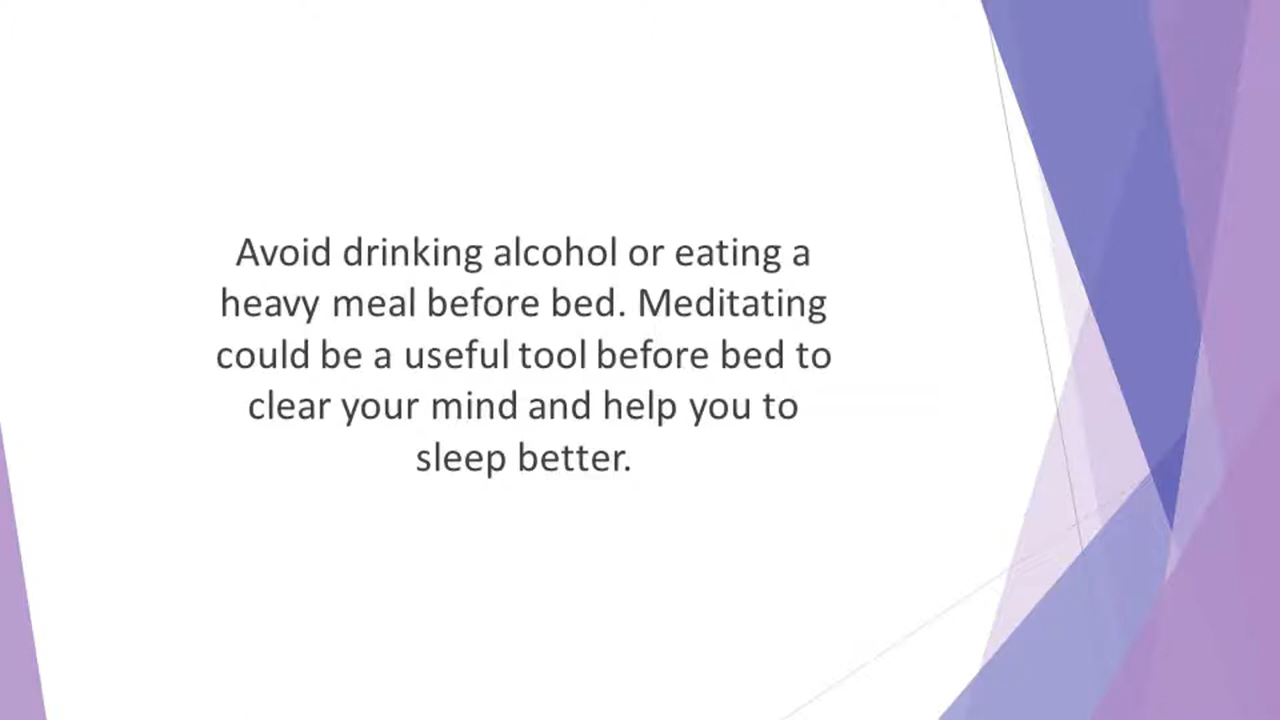 Avoid drinking alcohol or eating a
heavy meal before bed. Meditating
could be a useful tool before bed to
clear your mind and help you to
sleep better.